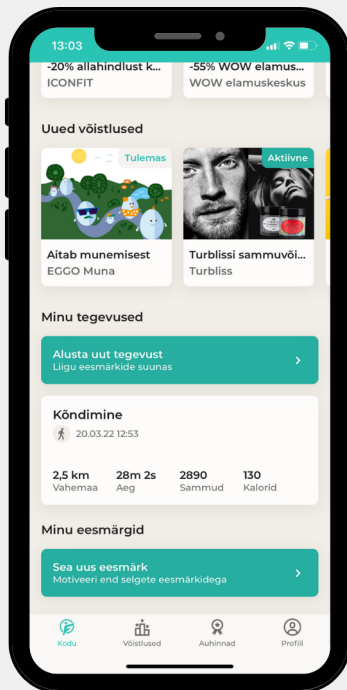 13:03
-20% allahindlust k...
ICONFIT
-55% WOW elamus...
WOW elamuskeskus
Uued võistlused
Tulemas
Aktiivne
Aitab munemisest
EGGO Muna
Turblissi sammuvõi...
Turbliss
Minu tegevused
Alusta uut tegevust
Liigu eesmärkide suunas
Kõndimine
20.03.22 12:53
2,5 km 28m 2s 2890 130
Vahemaa Aeg Sammud Kalorid
Minu eesmärgid
Sea uus eesmärk
Motiveeri end selgete eesmärkidega
Kodu Võistlused Auhinnad Profiil